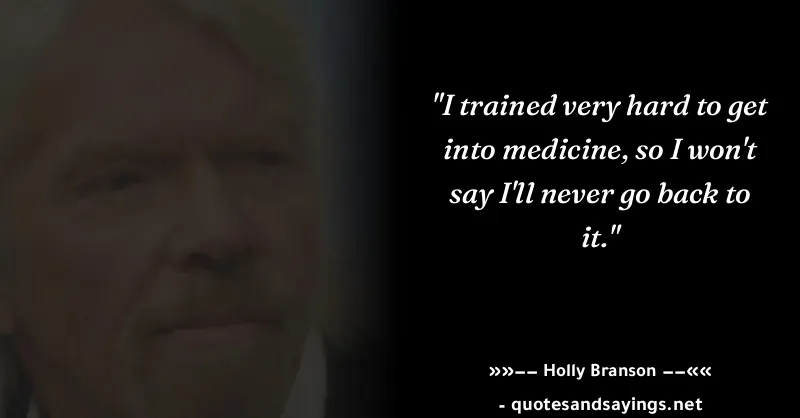 "I trained very hard to get
into medicine, so I won't
say I'll never go back to
it."
»»–– Holly Branson ––««
- quotesandsayings.net